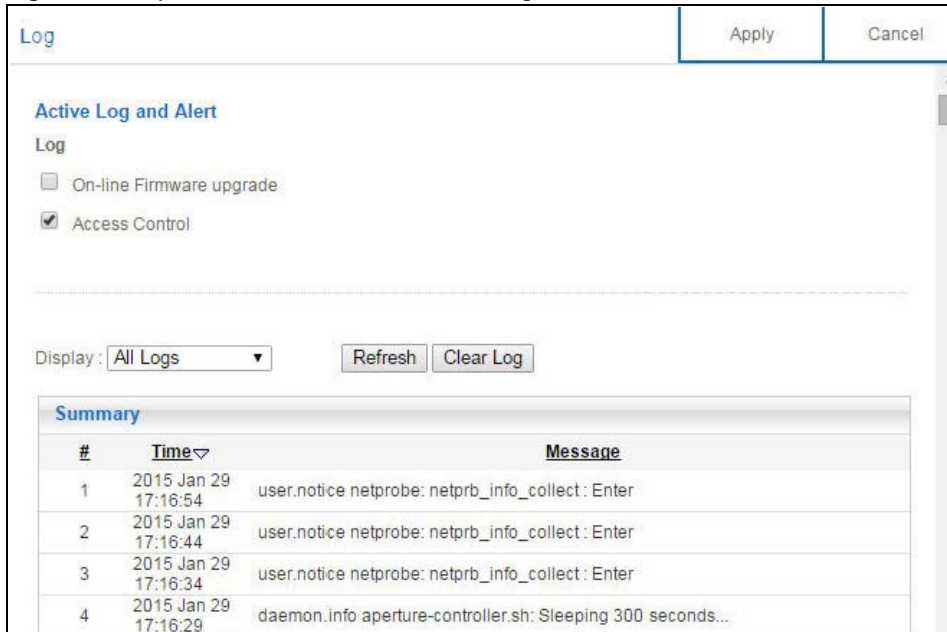 Log Apply Cancel
Active Log and Alert
Log
On-line Firmware upgrade
Access Control
Display : All Logs Refresh Clear Log
Summary
# Time Message
1 2015 Jan 29 17:16:54 user.notice netprobe: netprb_info_collect : Enter
2 2015 Jan 29 17:16:44 user.notice netprobe: netprb_info_collect : Enter
3 2015 Jan 29 17:16:34 user.notice netprobe: netprb_info_collect : Enter
4 2015 Jan 29 17:16:29 daemon.info aperture-controller.sh: Sleeping 300 seconds...